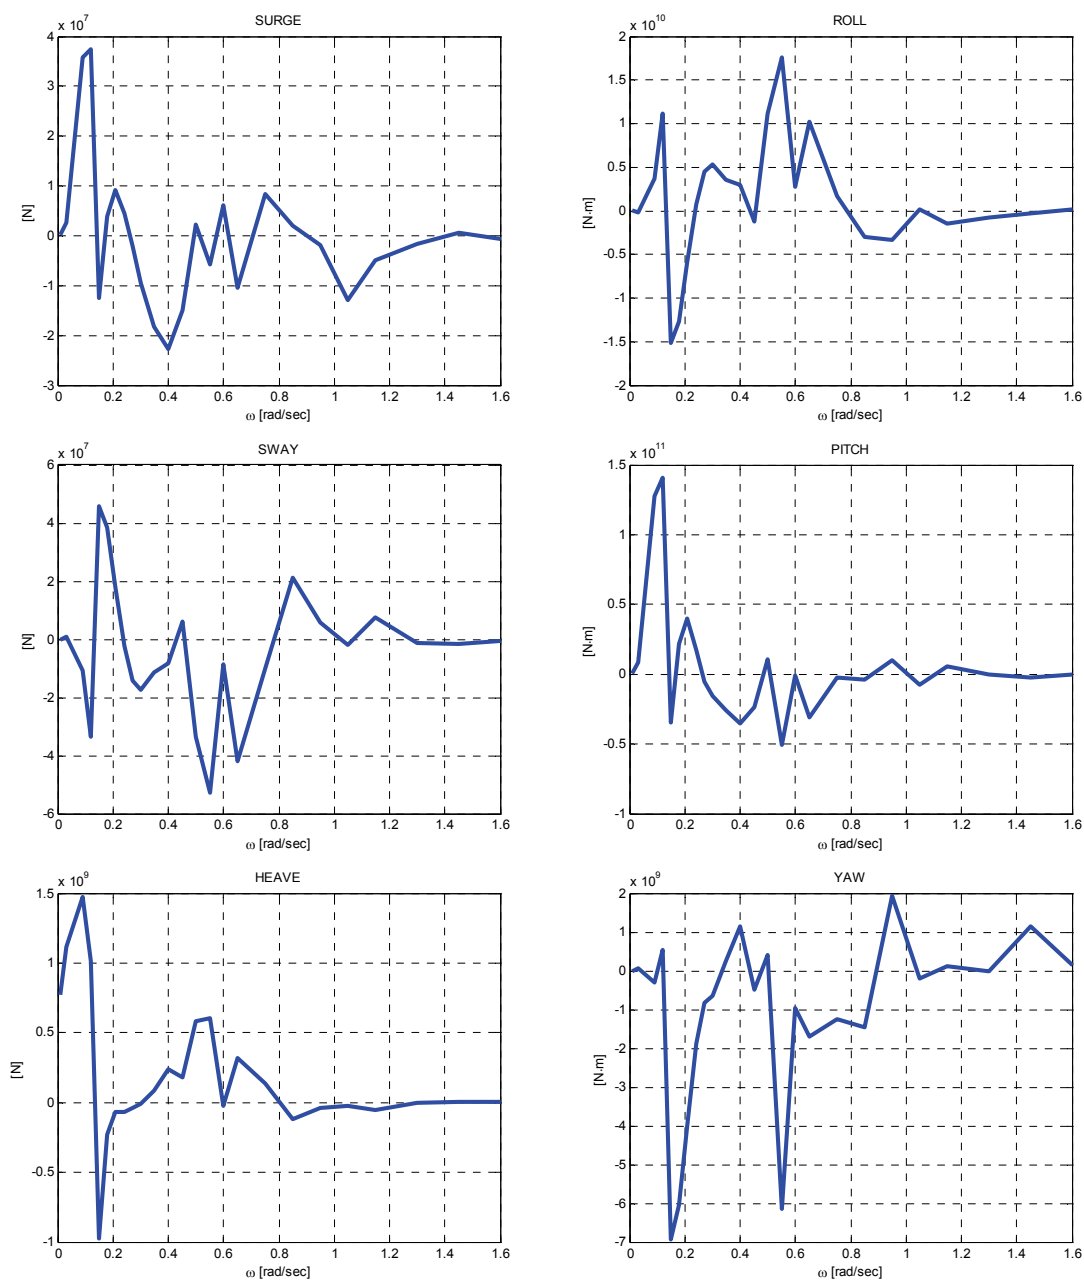 SURGE
x 10^7
4
3
2
1
0
-1
-2
-3
[N]
0 0.2 0.4 0.6 0.8 1 1.2 1.4 1.6
ω [rad/sec]
ROLL
x 10^10
2
1.5
1
0.5
0
-0.5
-1
-1.5
-2
[N·m]
0 0.2 0.4 0.6 0.8 1 1.2 1.4 1.6
ω [rad/sec]
SWAY
x 10^7
6
4
2
0
-2
-4
-6
[N]
0 0.2 0.4 0.6 0.8 1 1.2 1.4 1.6
ω [rad/sec]
PITCH
x 10^11
1.5
1
0.5
0
-0.5
-1
[N·m]
0 0.2 0.4 0.6 0.8 1 1.2 1.4 1.6
ω [rad/sec]
HEAVE
x 10^9
1.5
1
0.5
0
-0.5
-1
[N]
0 0.2 0.4 0.6 0.8 1 1.2 1.4 1.6
ω [rad/sec]
YAW
x 10^9
2
1
0
-1
-2
-3
-4
-5
-6
-7
[N·m]
0 0.2 0.4 0.6 0.8 1 1.2 1.4 1.6
ω [rad/sec]